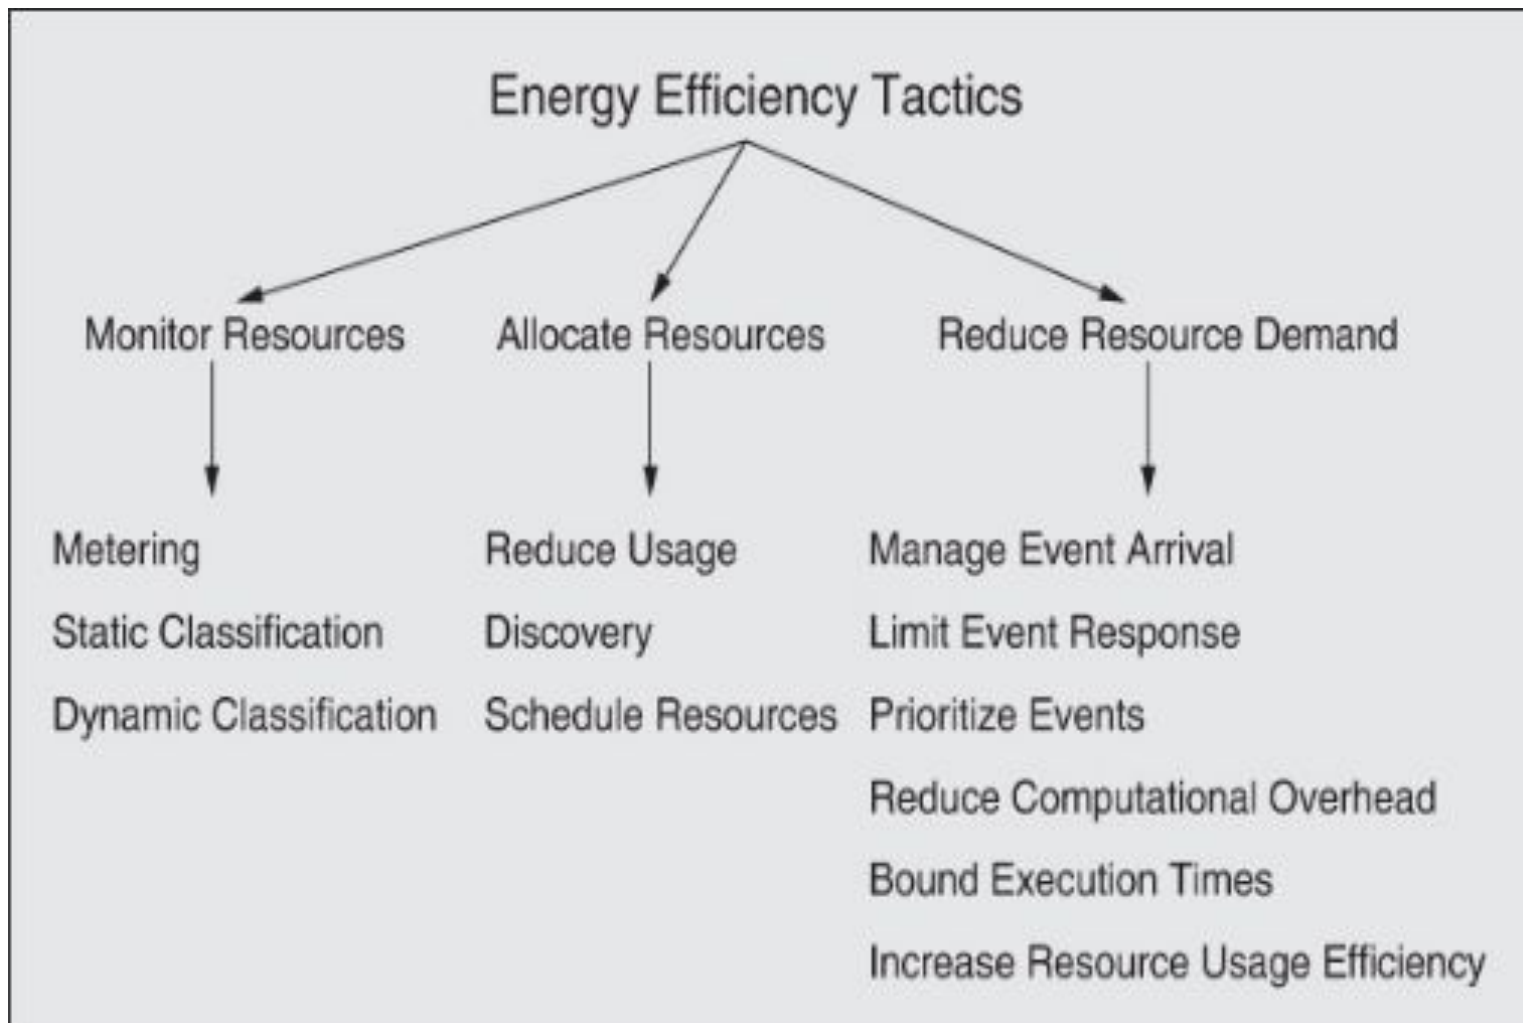 Energy Efficiency Tactics
Monitor Resources
Allocate Resources
Reduce Resource Demand
Metering
Static Classification
Dynamic Classification
Reduce Usage
Discovery
Schedule Resources
Manage Event Arrival
Limit Event Response
Prioritize Events
Reduce Computational Overhead
Bound Execution Times
Increase Resource Usage Efficiency